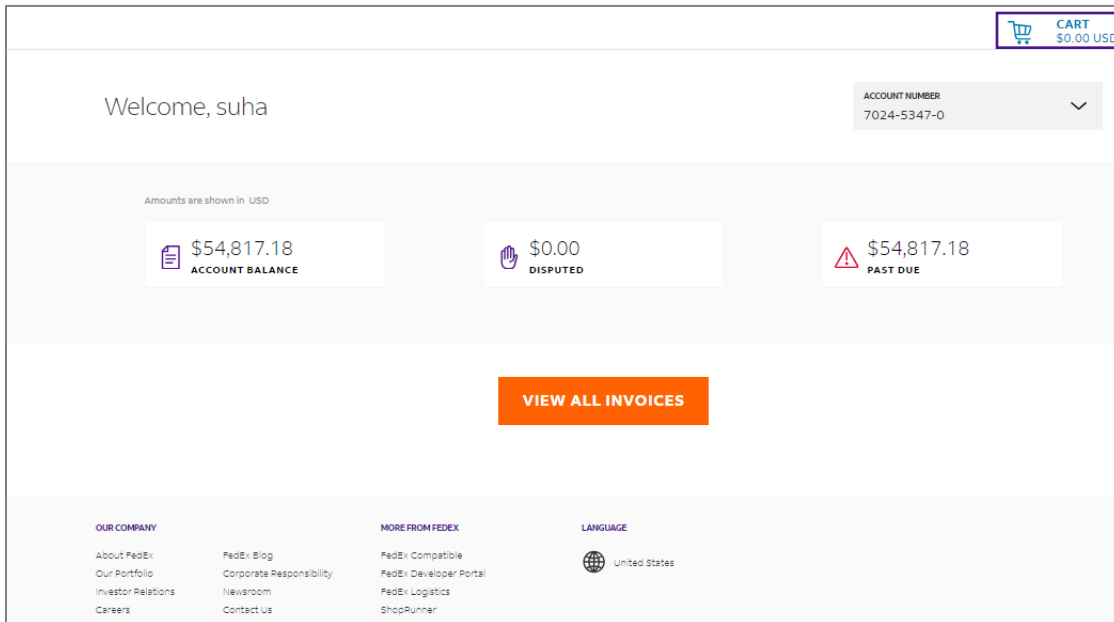 CART
$0.00 USD
Welcome, suha
ACCOUNT NUMBER
7024-5347-0
Amounts are shown in USD
$54,817.18
ACCOUNT BALANCE
$0.00
DISPUTED
$54,817.18
PAST DUE
VIEW ALL INVOICES
OUR COMPANY
About FedEx
Our Portfolio
Investor Relations
Careers
FedEx Blog
Corporate Responsibility
Newsroom
Contact Us
MORE FROM FEDEX
FedEx Compatible
FedEx Developer Portal
FedEx Logistics
ShopRunner
LANGUAGE
United States